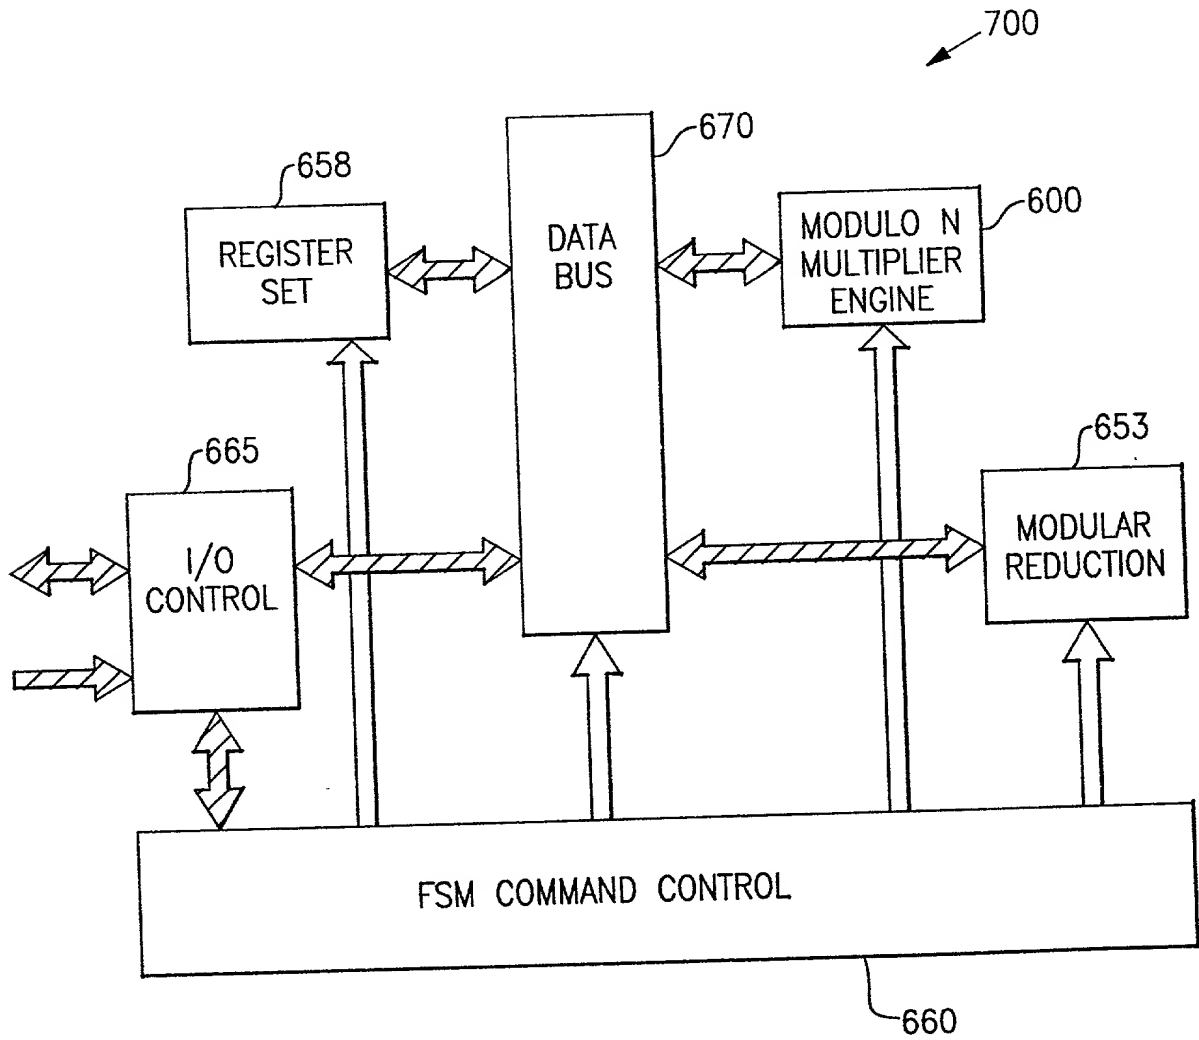 700
670
658
600
REGISTER
SET
DATA
BUS
MODULO N
MULTIPLIER
ENGINE
665
653
I/O
CONTROL
MODULAR
REDUCTION
FSM COMMAND CONTROL
660